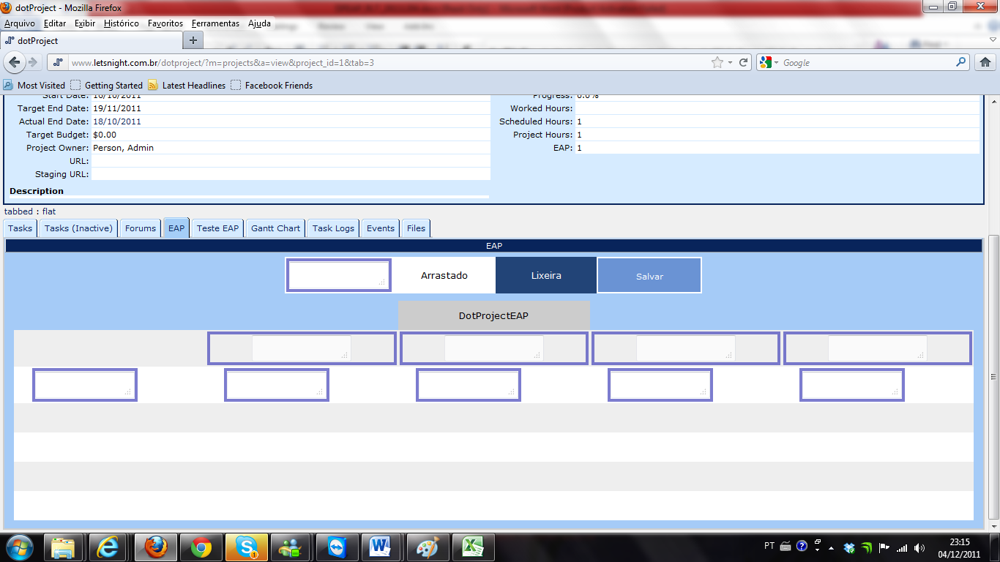 dotProject - Mozilla Firefox
Arquivo Editar Exibir Histórico Favoritos Ferramentas Ajuda
dotProject
www.letsnight.com.br/dotproject/?m=projects&a=view&project_id=1&tab=3
Google
Most Visited Getting Started Latest Headlines Facebook Friends
Start Date: 16/10/2011 Progress: 0.0%
Target End Date: 19/11/2011 Worked Hours:
Actual End Date: 18/10/2011 Scheduled Hours: 1
Target Budget: $0.00 Project Hours: 1
Project Owner: Person, Admin EAP: 1
URL:
Staging URL:
Description
tabbed : flat
Tasks Tasks (Inactive) Forums EAP Teste EAP Gantt Chart Task Logs Events Files
EAP
Arrastado Lixeira Salvar
DotProjectEAP
PT 23:15
04/12/2011